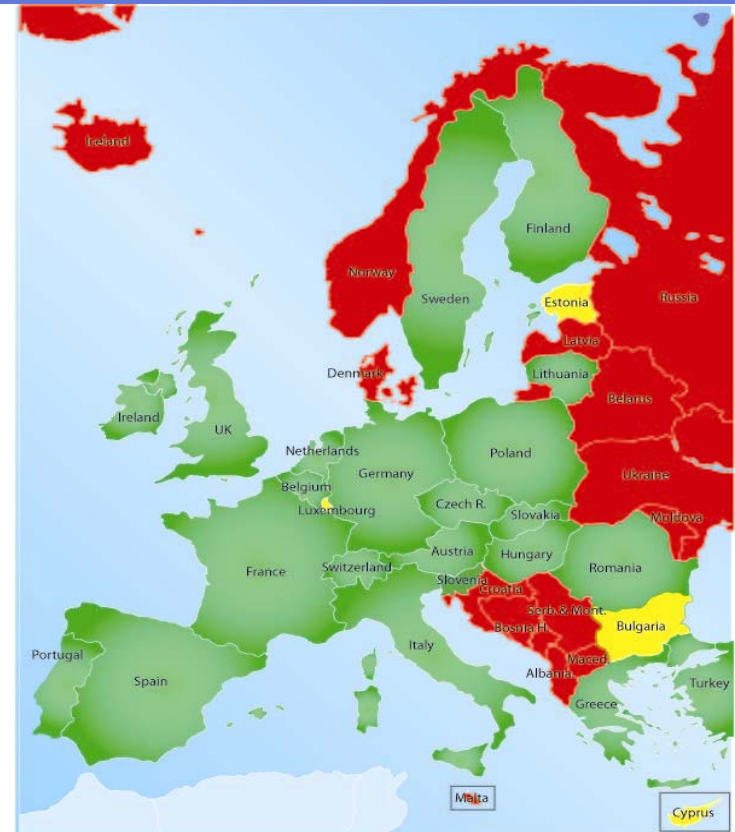 Iceland
Finland
Norway
Sweden
Estonia
Russia
Latvia
Denmark
Lithuania
Belarus
Ireland
UK
Netherlands
Poland
Germany
Belgium
Ukraine
Luxembourg
Czech R.
Slovakia
Moldova
Austria
Hungary
France
Switzerland
Romania
Slovenia
Croatia
Serb.& Mont.
Bosnia H.
Bulgaria
Italy
Portugal
Maced.
Albania
Spain
Turkey
Greece
Malta
Cyprus